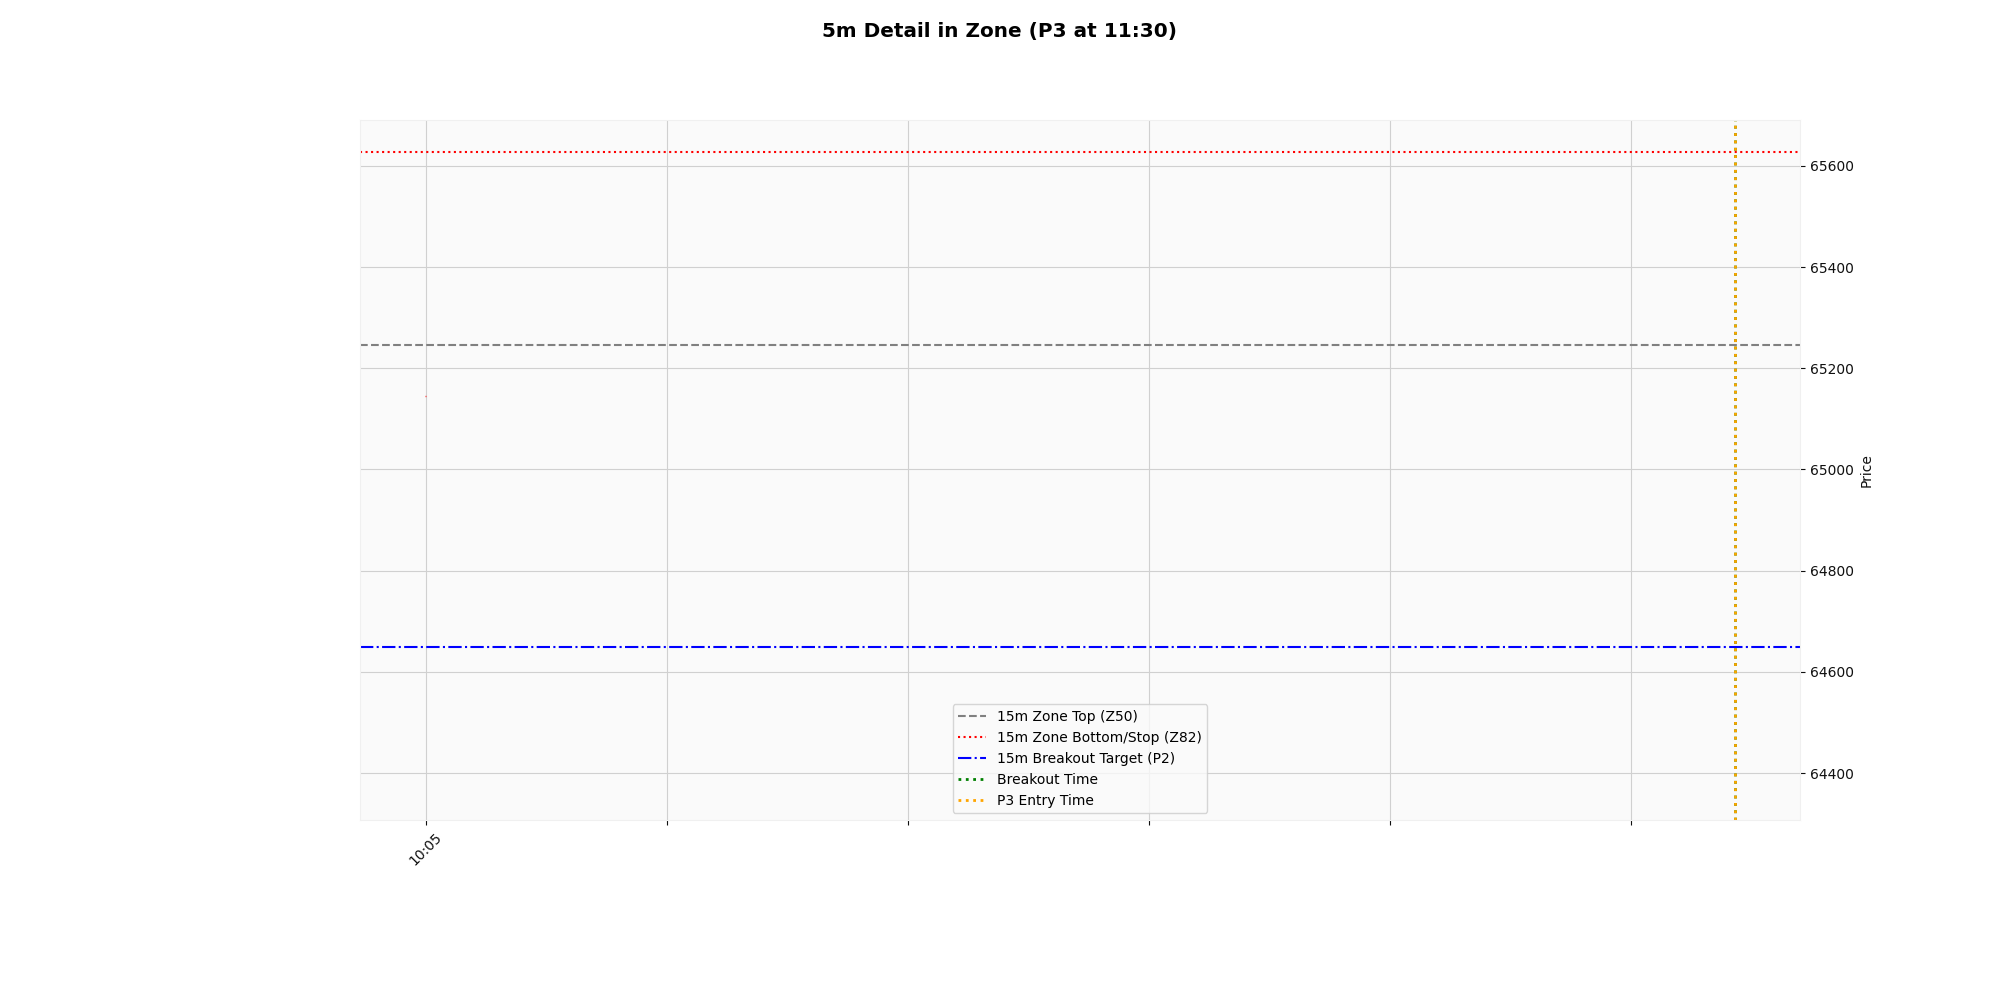 5m Detail in Zone (P3 at 11:30)
65600
65400
65200
65000
64800
64600
64400
Price
15m Zone Top (Z50)
15m Zone Bottom/Stop (Z82)
15m Breakout Target (P2)
Breakout Time
P3 Entry Time
10:05